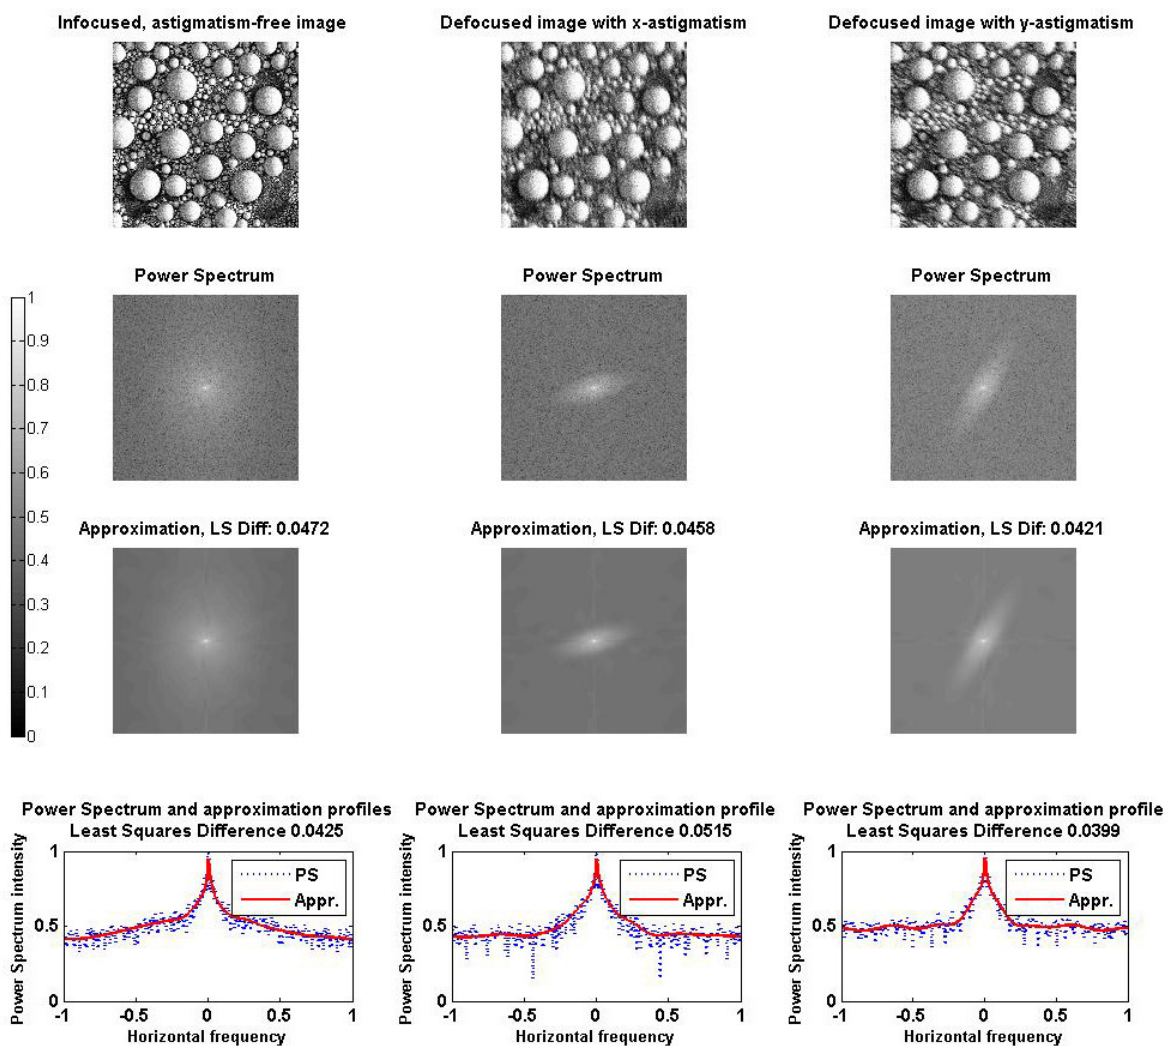 Infocused, astigmatism-free image
Defocused image with x-astigmatism
Defocused image with y-astigmatism
Power Spectrum
Power Spectrum
Power Spectrum
1
0.9
0.8
0.7
0.6
0.5
0.4
0.3
0.2
0.1
0
Approximation, LS Diff: 0.0472
Approximation, LS Dif: 0.0458
Approximation, LS Dif: 0.0421
Power Spectrum and approximation profiles
Least Squares Difference 0.0425
Power Spectrum and approximation profile
Least Squares Difference 0.0515
Power Spectrum and approximation profile
Least Squares Difference 0.0399
Power Spectrum intensity
1
0.5
0
PS
Appr.
-1 -0.5 0 0.5 1
Horizontal frequency
Power Spectrum intensity
1
0.5
0
PS
Appr.
-1 -0.5 0 0.5 1
Horizontal frequency
Power Spectrum intensity
1
0.5
0
PS
Appr.
-1 -0.5 0 0.5 1
Horizontal frequency